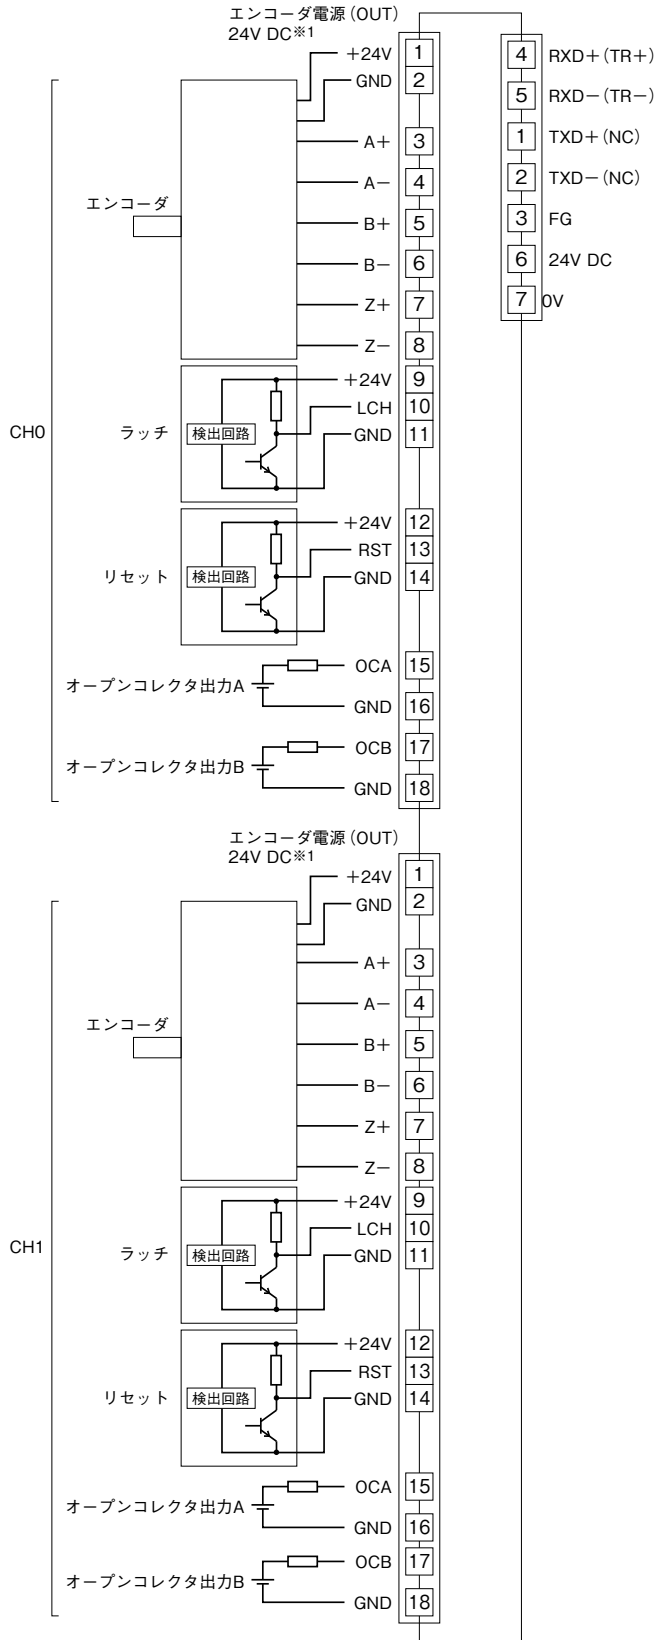 エンコーダ電源(OUT)
24V DC※1
+24V 1
GND 2
A+ 3
A− 4
エンコーダ
B+ 5
B− 6
Z+ 7
Z− 8
CH0
ラッチ
検出回路
+24V 9
LCH 10
GND 11
リセット
検出回路
+24V 12
RST 13
GND 14
オープンコレクタ出力A
OCA 15
GND 16
オープンコレクタ出力B
OCB 17
GND 18
4 RXD+(TR+)
5 RXD−(TR−)
1 TXD+(NC)
2 TXD−(NC)
3 FG
6 24V DC
7 0V
エンコーダ電源(OUT)
24V DC※1
+24V 1
GND 2
A+ 3
A− 4
エンコーダ
B+ 5
B− 6
Z+ 7
Z− 8
CH1
ラッチ
検出回路
+24V 9
LCH 10
GND 11
リセット
検出回路
+24V 12
RST 13
GND 14
オープンコレクタ出力A
OCA 15
GND 16
オープンコレクタ出力B
OCB 17
GND 18